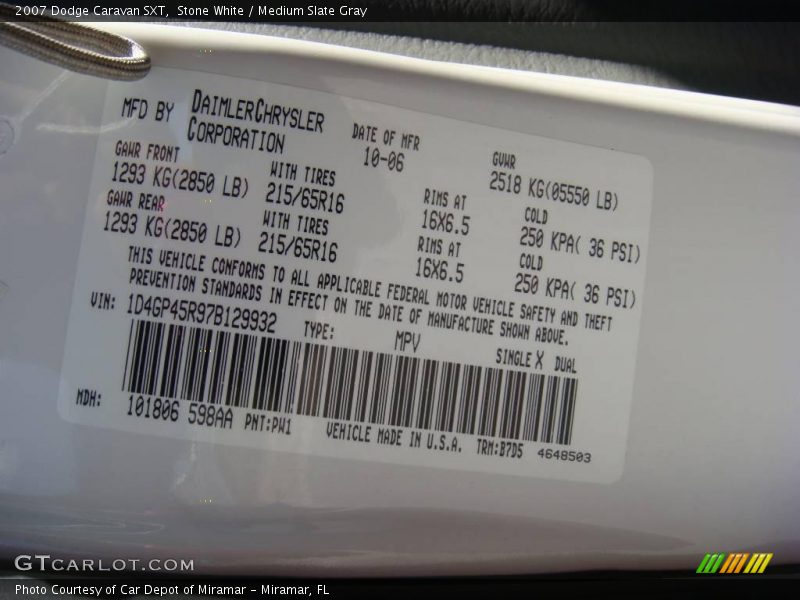 2007 Dodge Caravan SXT, Stone White / Medium Slate Gray
MFD BY DAIMLERCHRYSLER CORPORATION
DATE OF MFR
10-06
GVWR
2518 KG(05550 LB)
GAWR FRONT
1293 KG(2850 LB)
WITH TIRES
215/65R16
RIMS AT
16X6.5
COLD
250 KPA( 36 PSI)
GAWR REAR
1293 KG(2850 LB)
WITH TIRES
215/65R16
RIMS AT
16X6.5
COLD
250 KPA( 36 PSI)
THIS VEHICLE CONFORMS TO ALL APPLICABLE FEDERAL MOTOR VEHICLE SAFETY AND THEFT
PREVENTION STANDARDS IN EFFECT ON THE DATE OF MANUFACTURE SHOWN ABOVE.
VIN: 1D4GP45R97B129932
TYPE: MPV SINGLE X DUAL
MDH: 101806 598AA PNT:PW1 VEHICLE MADE IN U.S.A. TRM:B7D5 4648503
GTCARLOT.COM
Photo Courtesy of Car Depot of Miramar - Miramar, FL